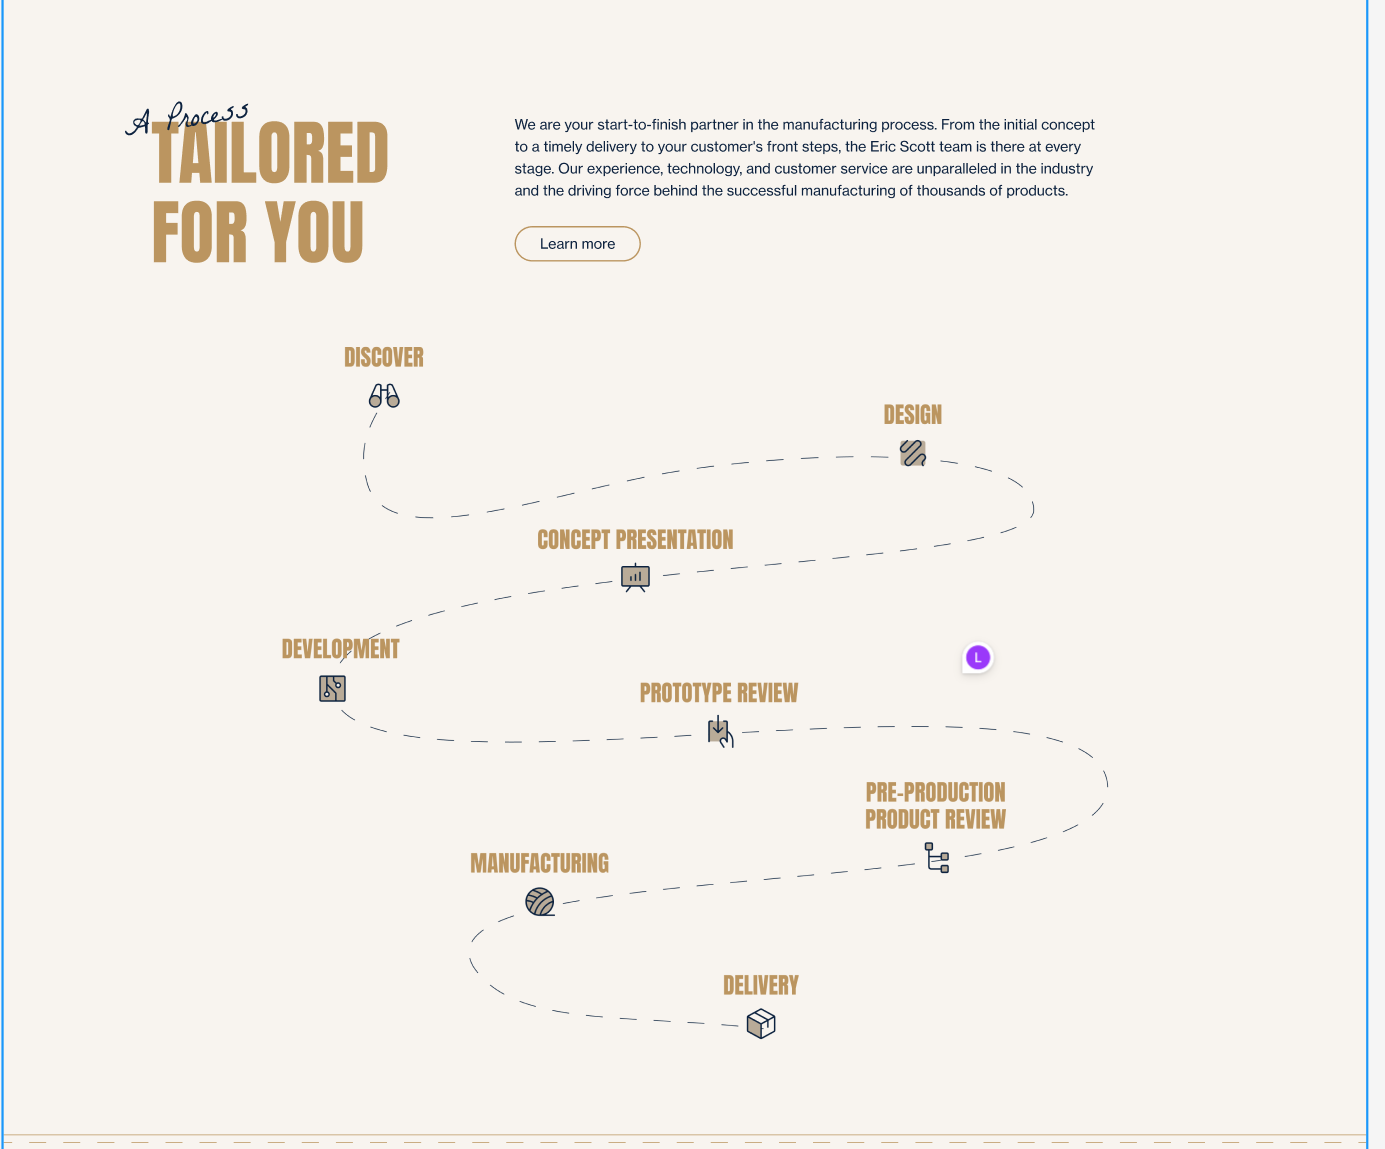 A Process
TAILORED
FOR YOU
We are your start-to-finish partner in the manufacturing process. From the initial concept
to a timely delivery to your customer's front steps, the Eric Scott team is there at every
stage. Our experience, technology, and customer service are unparalleled in the industry
and the driving force behind the successful manufacturing of thousands of products.
Learn more
DISCOVER
DESIGN
CONCEPT PRESENTATION
DEVELOPMENT
L
PROTOTYPE REVIEW
PRE-PRODUCTION
PRODUCT REVIEW
MANUFACTURING
DELIVERY